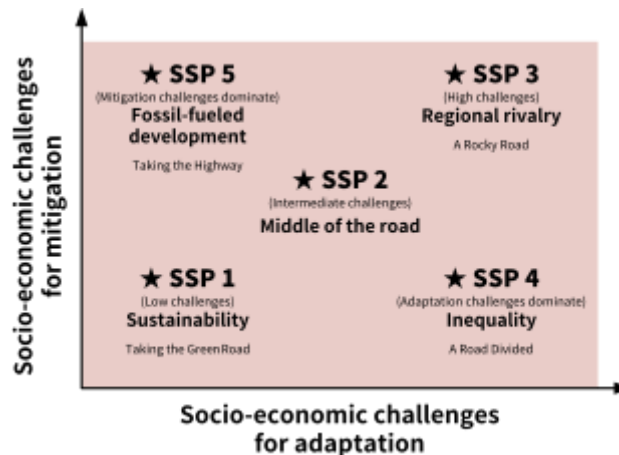 Socio-economic challenges
for mitigation
★ SSP 5
(Mitigation challenges dominate)
Fossil-fueled
development
Taking the Highway
★ SSP 3
(High challenges)
Regional rivalry
A Rocky Road
★ SSP 2
(Intermediate challenges)
Middle of the road
★ SSP 1
(Low challenges)
Sustainability
Taking the Green Road
★ SSP 4
(Adaptation challenges dominate)
Inequality
A Road Divided
Socio-economic challenges
for adaptation